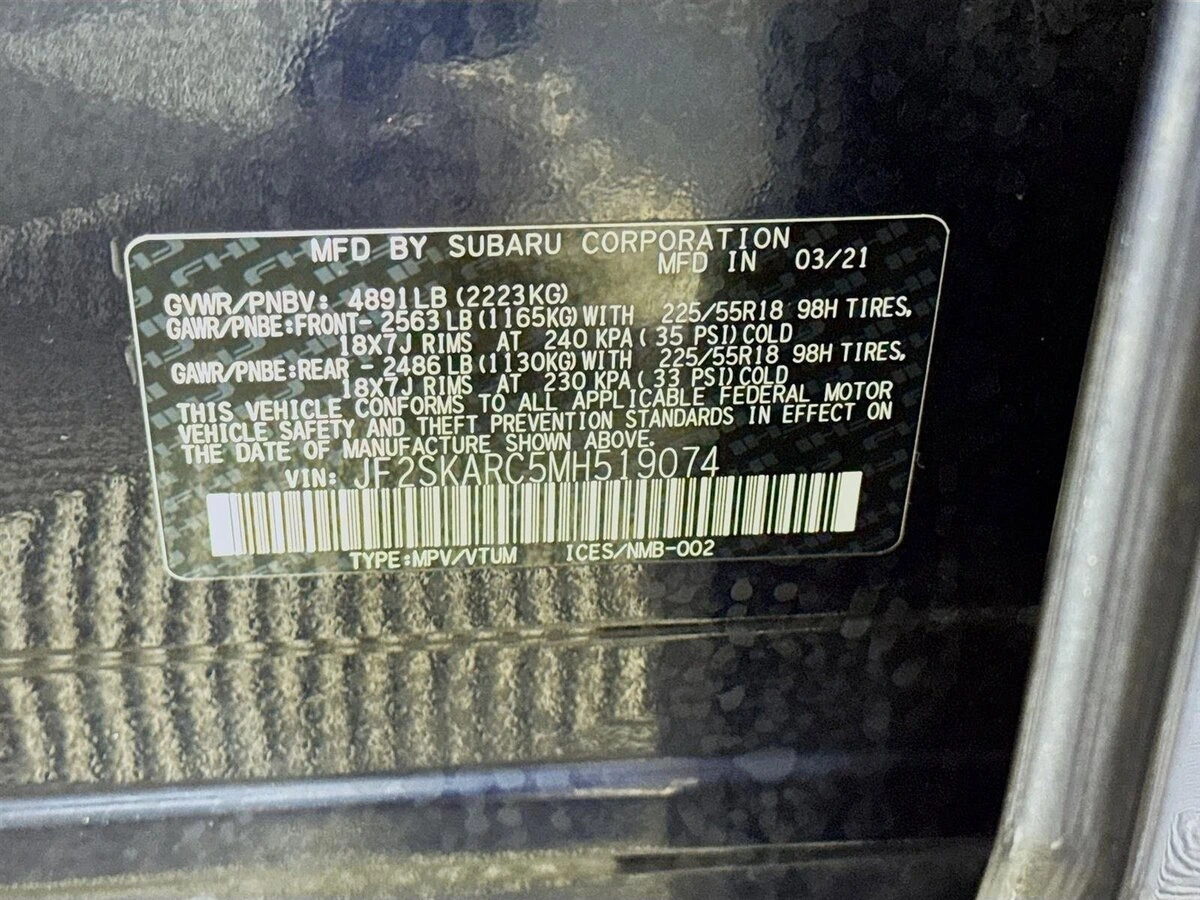 MFD BY SUBARU CORPORATION
MFD IN 03/21
GVWR/PNBV: 4891LB (2223KG)
GAWR/PNBE:FRONT- 2563 LB (1165KG) WITH 225/55R18 98H TIRES,
18X7J RIMS AT 240 KPA ( 35 PSI) COLD
GAWR/PNBE:REAR - 2486 LB (1130KG) WITH 225/55R18 98H TIRES,
18X7J RIMS AT 230 KPA ( 33 PSI) COLD
THIS VEHICLE CONFORMS TO ALL APPLICABLE FEDERAL MOTOR
VEHICLE SAFETY AND THEFT PREVENTION STANDARDS IN EFFECT ON
THE DATE OF MANUFACTURE SHOWN ABOVE.
VIN: JF2SKARC5MH519074
TYPE:MPV/VTUM ICES/NMB-002